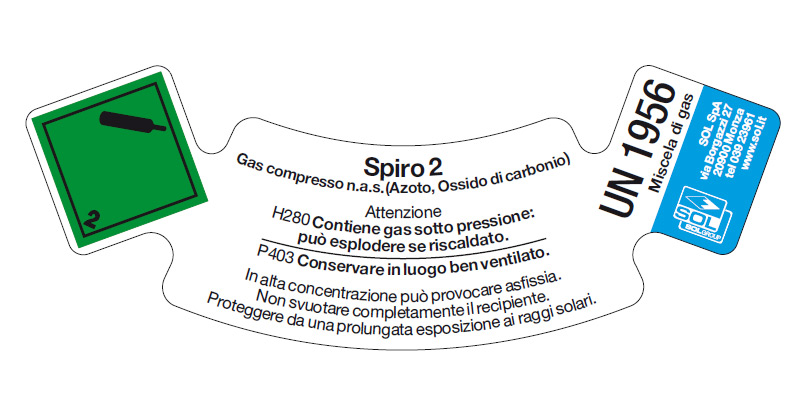 2
Spiro 2
Gas compresso n.a.s.(Azoto, Ossido di carbonio)
Attenzione
H280 Contiene gas sotto pressione:
può esplodere se riscaldato.
P403 Conservare in luogo ben ventilato.
In alta concentrazione può provocare asfissia.
Non svuotare completamente il recipiente.
Proteggere da una prolungata esposizione ai raggi solari.
UN 1956
Miscela di gas
SOL SpA
via Borgazzi 27
20900 Monza
tel 039 23961
www.sol.it
SOL
SOLGROUP